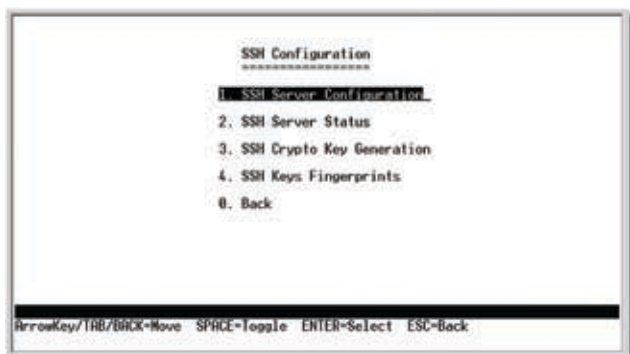 SSH Configuration
=================
1. SSH Server Configuration
2. SSH Server Status
3. SSH Crypto Key Generation
4. SSH Keys Fingerprints
0. Back
ArrowKey/TAB/BACK=Move SPACE=Toggle ENTER=Select ESC=Back